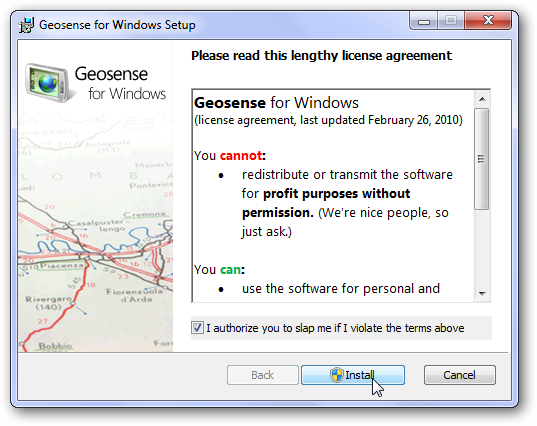 Geosense for Windows Setup
Please read this lengthy license agreement
Geosense
for Windows
Geosense for Windows
(license agreement, last updated February 26, 2010)
You cannot:
• redistribute or transmit the software
for profit purposes without
permission. (We're nice people, so
just ask.)
You can:
• use the software for personal and
Cremona
Casalpuster
lengo
Piacenza
Rivergaro
(140)
Fiorenzuola
d'Arda
Bobbio
I authorize you to slap me if I violate the terms above
Back
Install
Cancel